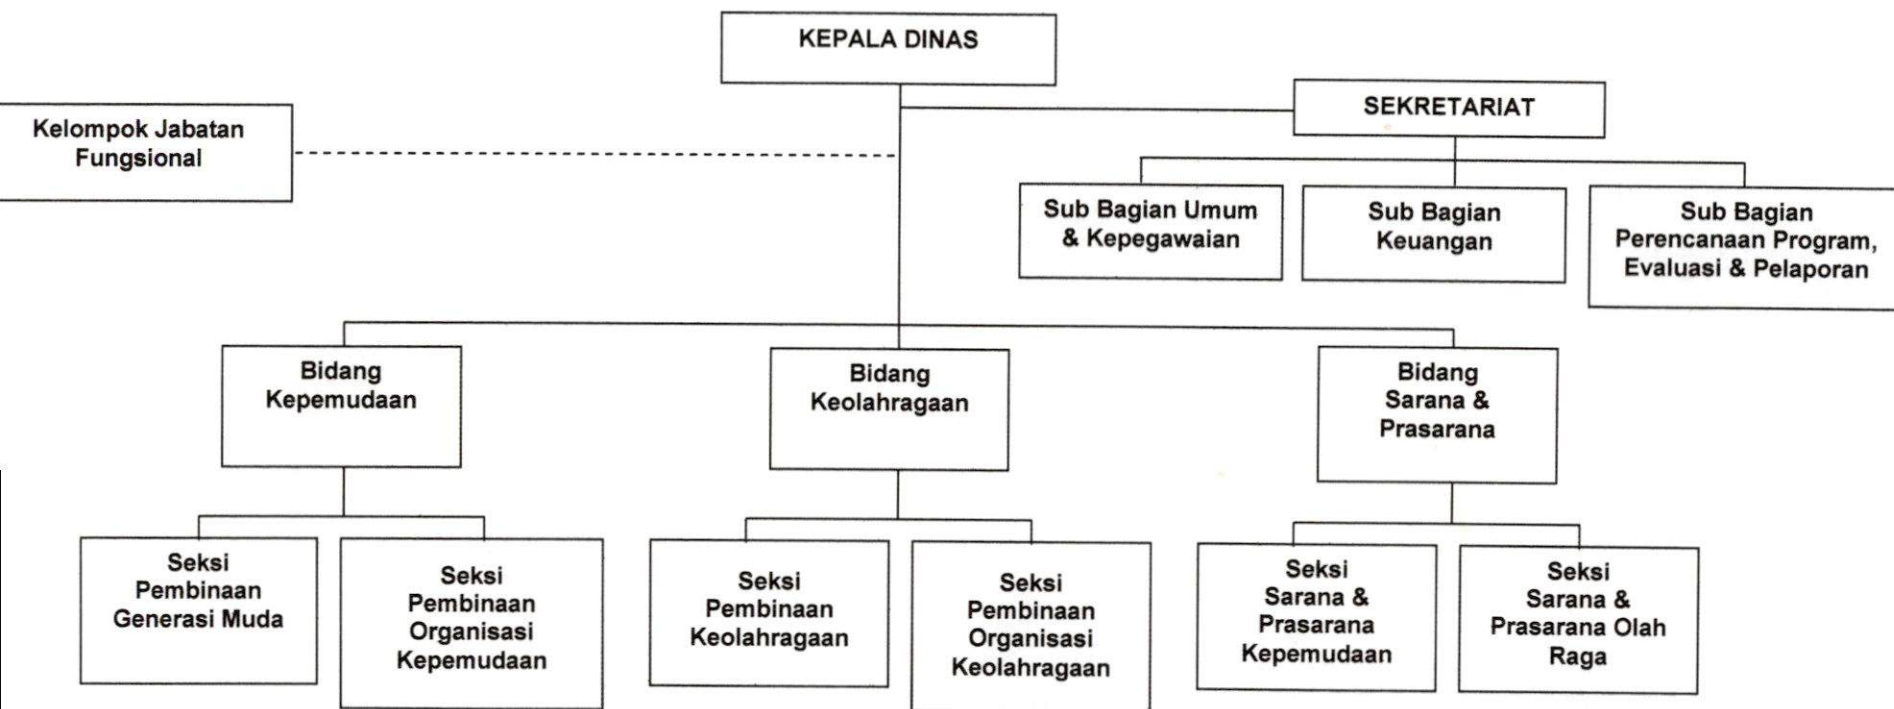 KEPALA DINAS
SEKRETARIAT
Kelompok Jabatan
Fungsional
Sub Bagian Umum
& Kepegawaian
Sub Bagian
Keuangan
Sub Bagian
Perencanaan Program,
Evaluasi & Pelaporan
Bidang
Kepemudaan
Bidang
Keolahragaan
Bidang
Sarana &
Prasarana
Seksi
Pembinaan
Generasi Muda
Seksi
Pembinaan
Organisasi
Kepemudaan
Seksi
Pembinaan
Keolahragaan
Seksi
Pembinaan
Organisasi
Keolahragaan
Seksi
Sarana &
Prasarana
Kepemudaan
Seksi
Sarana &
Prasarana Olah
Raga